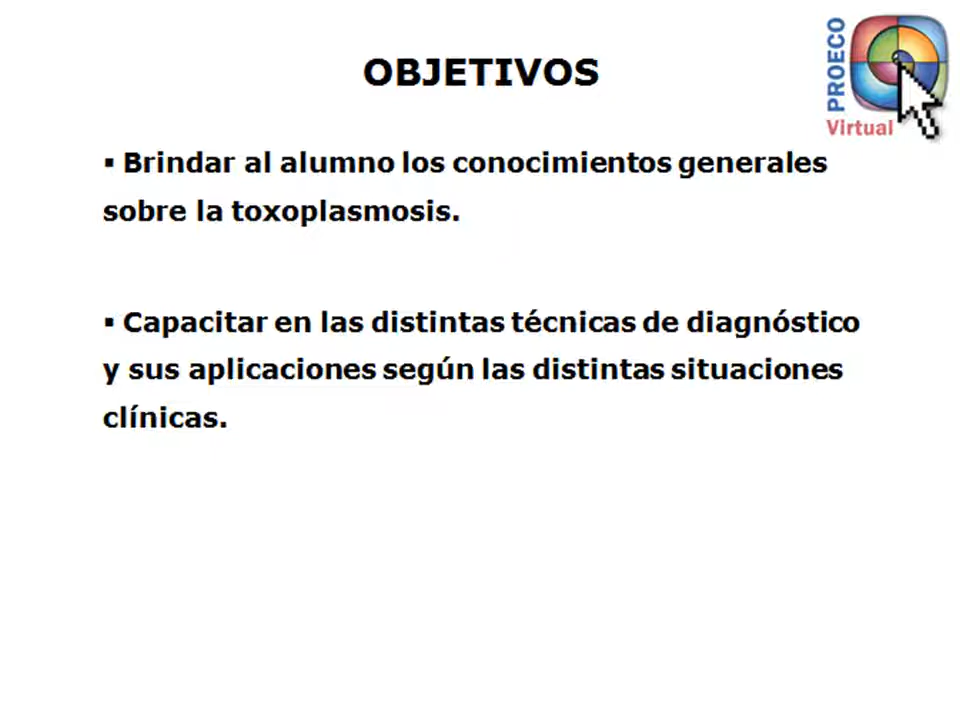 OBJETIVOS
PROECO
Virtual
▪ Brindar al alumno los conocimientos generales
sobre la toxoplasmosis.
▪ Capacitar en las distintas técnicas de diagnóstico
y sus aplicaciones según las distintas situaciones
clínicas.